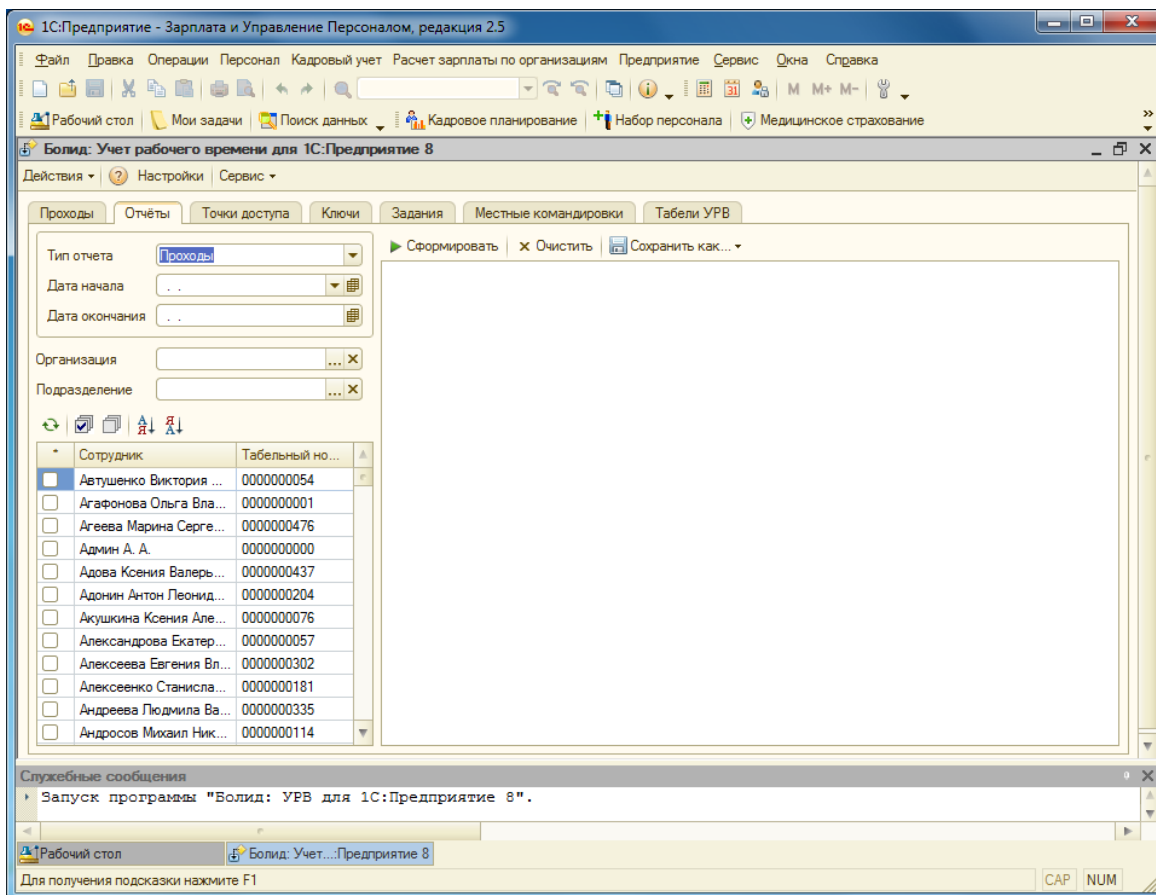 1С:Предприятие - Зарплата и Управление Персоналом, редакция 2.5
Файл Правка Операции Персонал Кадровый учет Расчет зарплаты по организациям Предприятие Сервис Окна Справка
M M+ M-
Рабочий стол Мои задачи Поиск данных Кадровое планирование Набор персонала Медицинское страхование
Болид: Учет рабочего времени для 1С:Предприятие 8
Действия Настройки Сервис
Проходы Отчёты Точки доступа Ключи Задания Местные командировки Табели УРВ
Тип отчета Проходы
Сформировать Очистить Сохранить как...
Дата начала . .
Дата окончания . .
Организация ...
Подразделение ...
* Сотрудник Табельный но...
Автушенко Виктория ... 0000000054
Агафонова Ольга Вла... 0000000001
Агеева Марина Серге... 0000000476
Админ А. А. 0000000000
Адова Ксения Валерь... 0000000437
Адонин Антон Леонид... 0000000204
Акушкина Ксения Але... 0000000076
Александрова Екатер... 0000000057
Алексеева Евгения Вл... 0000000302
Алексеенко Станисла... 0000000181
Андреева Людмила Ва... 0000000335
Андросов Михаил Ник... 0000000114
Служебные сообщения
Запуск программы "Болид: УРВ для 1С:Предприятие 8".
Рабочий стол Болид: Учет...:Предприятие 8
Для получения подсказки нажмите F1 CAP NUM